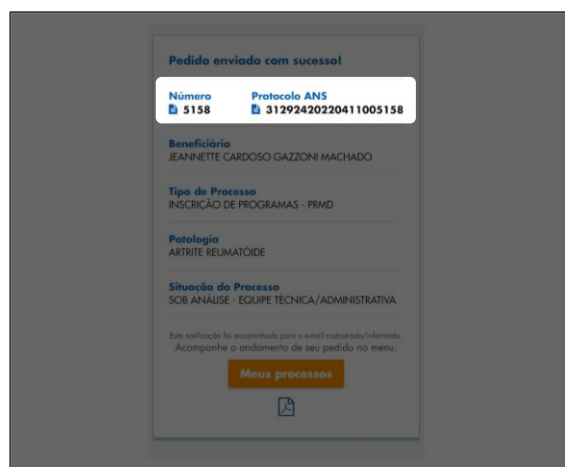 Pedido enviado com sucesso!
Número Protocolo ANS
5158 31292420220411005158
Beneficiário
JEANNETTE CARDOSO GAZZONI MACHADO
Tipo de Processo
INSCRIÇÃO DE PROGRAMAS - PRMD
Patologia
ARTRITE REUMATÓIDE
Situação do Processo
SOB ANÁLISE - EQUIPE TÉCNICA/ADMINISTRATIVA
Esta notificação foi encaminhada para o e-mail cadastrado/informado.
Acompanhe o andamento de seu pedido no menu:
Meus processos